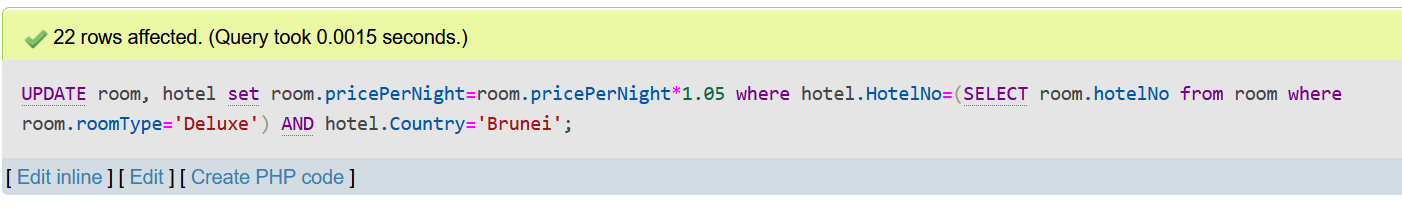 22 rows affected. (Query took 0.0015 seconds.)
UPDATE room, hotel set room.pricePerNight=room.pricePerNight*1.05 where hotel.HotelNo=(SELECT room.hotelNo from room where
room.roomType='Deluxe') AND hotel.Country='Brunei';
[ Edit inline ] [ Edit ] [ Create PHP code ]